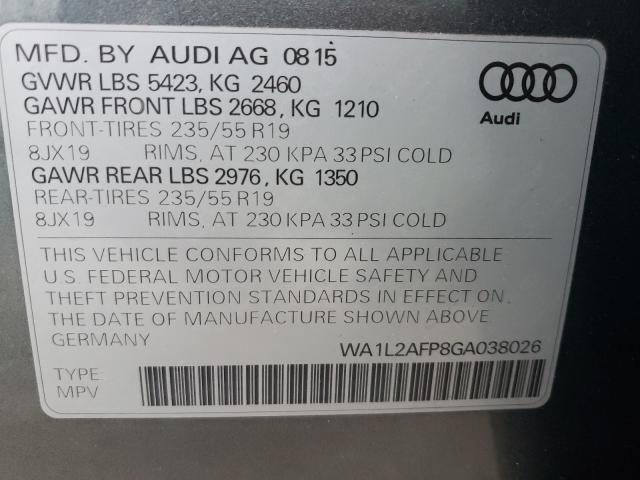 MFD. BY AUDI AG 08 15
GVWR LBS 5423, KG 2460
GAWR FRONT LBS 2668, KG 1210
FRONT-TIRES 235/55 R19
8JX19 RIMS, AT 230 KPA 33 PSI COLD
GAWR REAR LBS 2976, KG 1350
REAR-TIRES 235/55 R19
8JX19 RIMS, AT 230 KPA 33 PSI COLD
Audi
THIS VEHICLE CONFORMS TO ALL APPLICABLE
U.S. FEDERAL MOTOR VEHICLE SAFETY AND
THEFT PREVENTION STANDARDS IN EFFECT ON
THE DATE OF MANUFACTURE SHOWN ABOVE
GERMANY
WA1L2AFP8GA038026
TYPE:
MPV